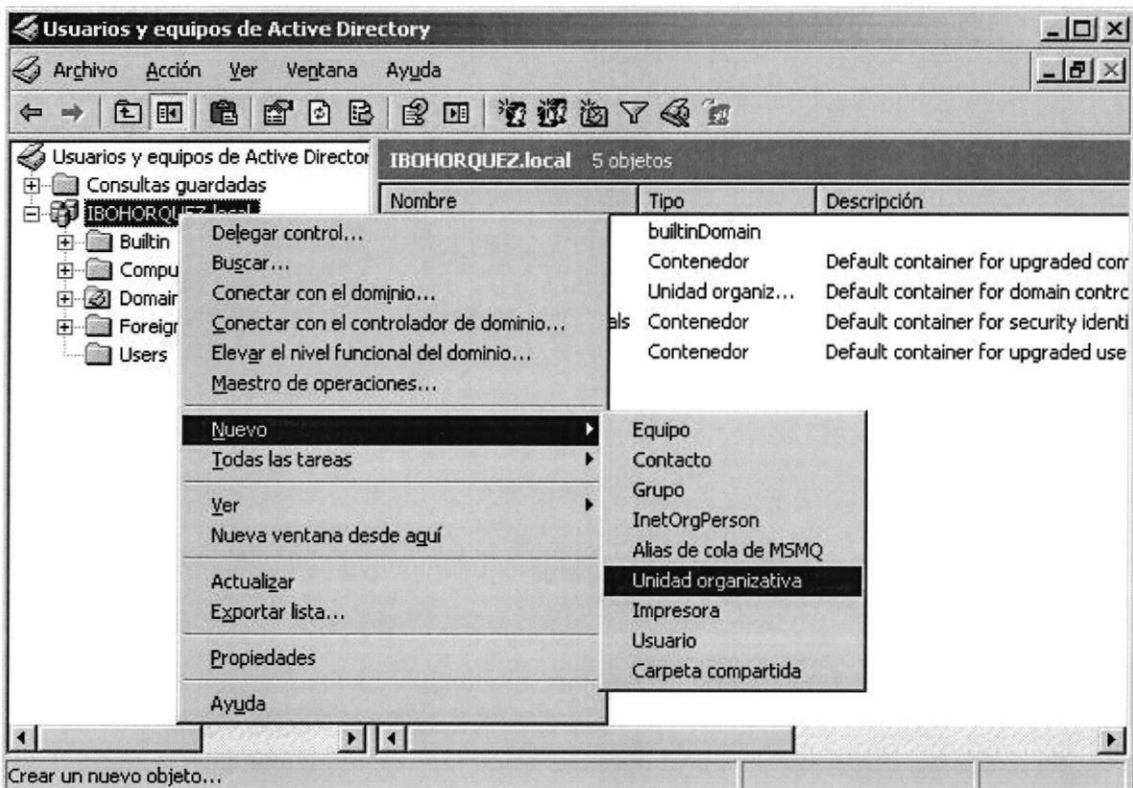 Usuarios y equipos de Active Directory
Archivo Acción Ver Ventana Ayuda
Usuarios y equipos de Active Director
IBOHORQUEZ.local 5 objetos
Consultas guardadas
Nombre Tipo Descripción
IBOHORQUEZ.local
Builtin
Compu
Domair
Foreigr
Users
builtinDomain
Contenedor Default container for upgraded com
Unidad organiz... Default container for domain contrc
als Contenedor Default container for security identi
Contenedor Default container for upgraded use
Delegar control...
Buscar...
Conectar con el dominio...
Conectar con el controlador de dominio...
Elevar el nivel funcional del dominio...
Maestro de operaciones...
Nuevo
Todas las tareas
Ver
Nueva ventana desde aquí
Actualizar
Exportar lista...
Propiedades
Ayuda
Equipo
Contacto
Grupo
InetOrgPerson
Alias de cola de MSMQ
Unidad organizativa
Impresora
Usuario
Carpeta compartida
Crear un nuevo objeto...